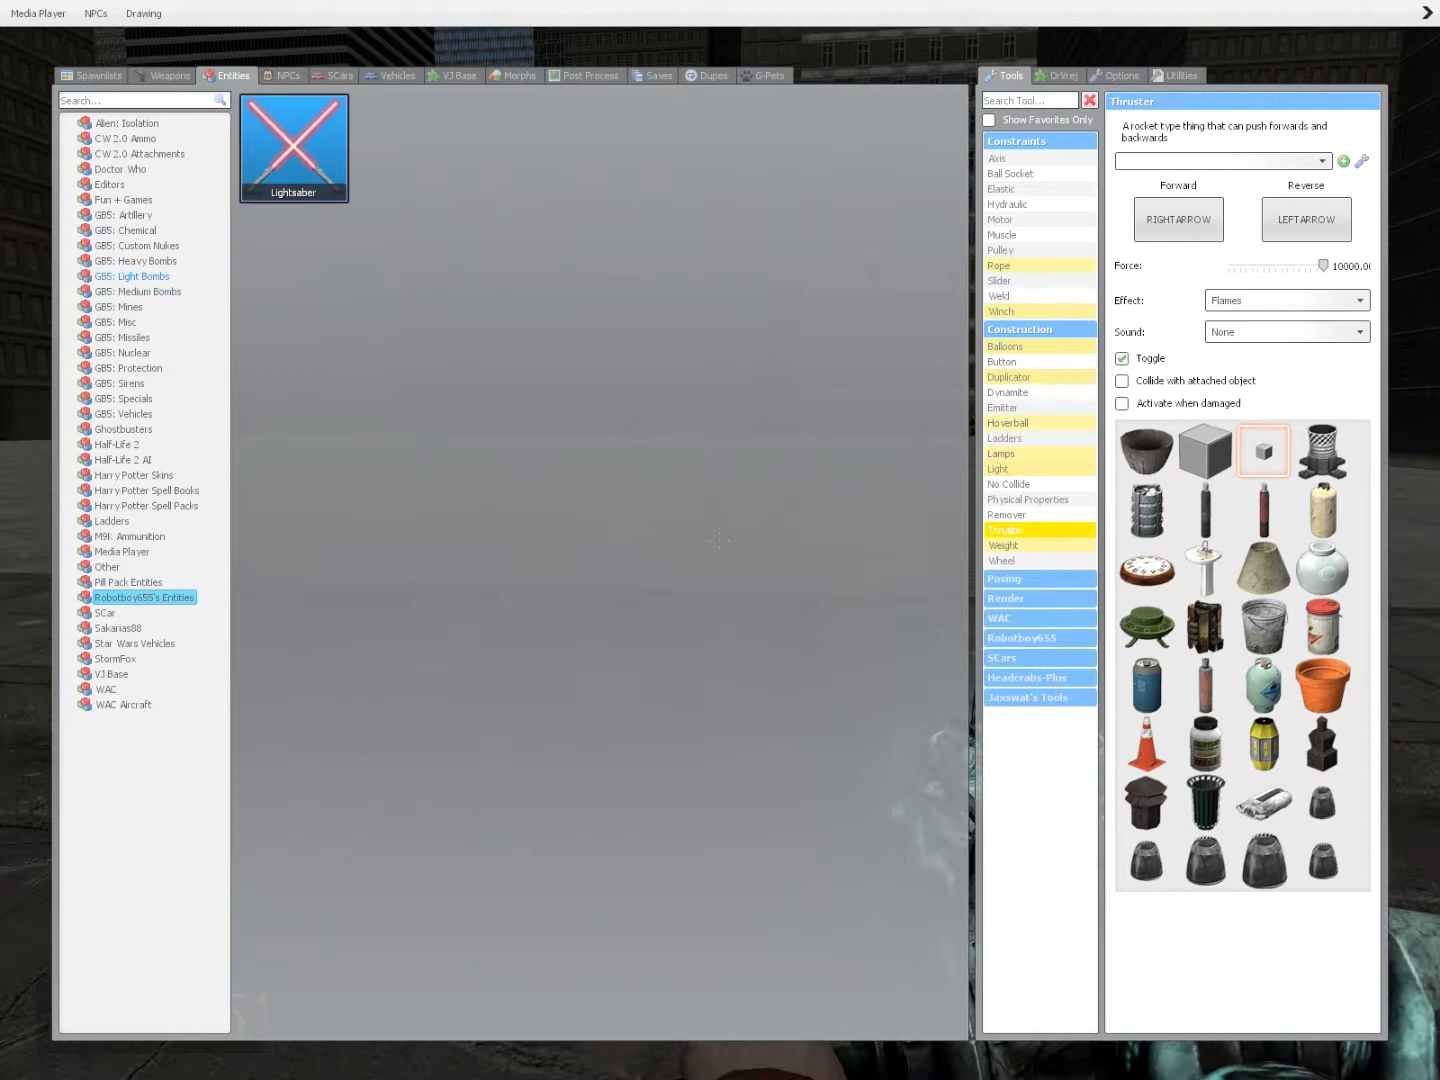 Media Player NPCs Drawing
Spawnlists Weapons Entities NPCs SCars Vehicles VJ Base Morphs Post Process Saves Dupes G-Pets
Tools DrVrej Options Utilities
Search...
Alien: Isolation
CW 2.0 Ammo
CW 2.0 Attachments
Doctor Who
Editors
Fun + Games
GB5: Artillery
GB5: Chemical
GB5: Custom Nukes
GB5: Heavy Bombs
GB5: Light Bombs
GB5: Medium Bombs
GB5: Mines
GB5: Misc
GB5: Missiles
GB5: Nuclear
GB5: Protection
GB5: Sirens
GB5: Specials
GB5: Vehicles
Ghostbusters
Half-Life 2
Half-Life 2 AI
Harry Potter Skins
Harry Potter Spell Books
Harry Potter Spell Packs
Ladders
M9K Ammunition
Media Player
Other
Pill Pack Entities
Robotboy655's Entities
SCar
Sakarias88
Star Wars Vehicles
StormFox
VJ Base
WAC
WAC Aircraft
Lightsaber
Search Tool...
Show Favorites Only
Constraints
Axis
Ball Socket
Elastic
Hydraulic
Motor
Muscle
Pulley
Rope
Slider
Weld
Winch
Construction
Balloons
Button
Duplicator
Dynamite
Emitter
Hoverball
Ladders
Lamps
Light
No Collide
Physical Properties
Remover
Thruster
Weight
Wheel
Posing
Render
WAC
Robotboy655
SCars
Headcrabs-Plus
Jaxswat's Tools
Thruster
A rocket type thing that can push forwards and
backwards
Forward Reverse
RIGHTARROW LEFTARROW
Force: 10000.00
Effect: Flames
Sound: None
Toggle
Collide with attached object
Activate when damaged